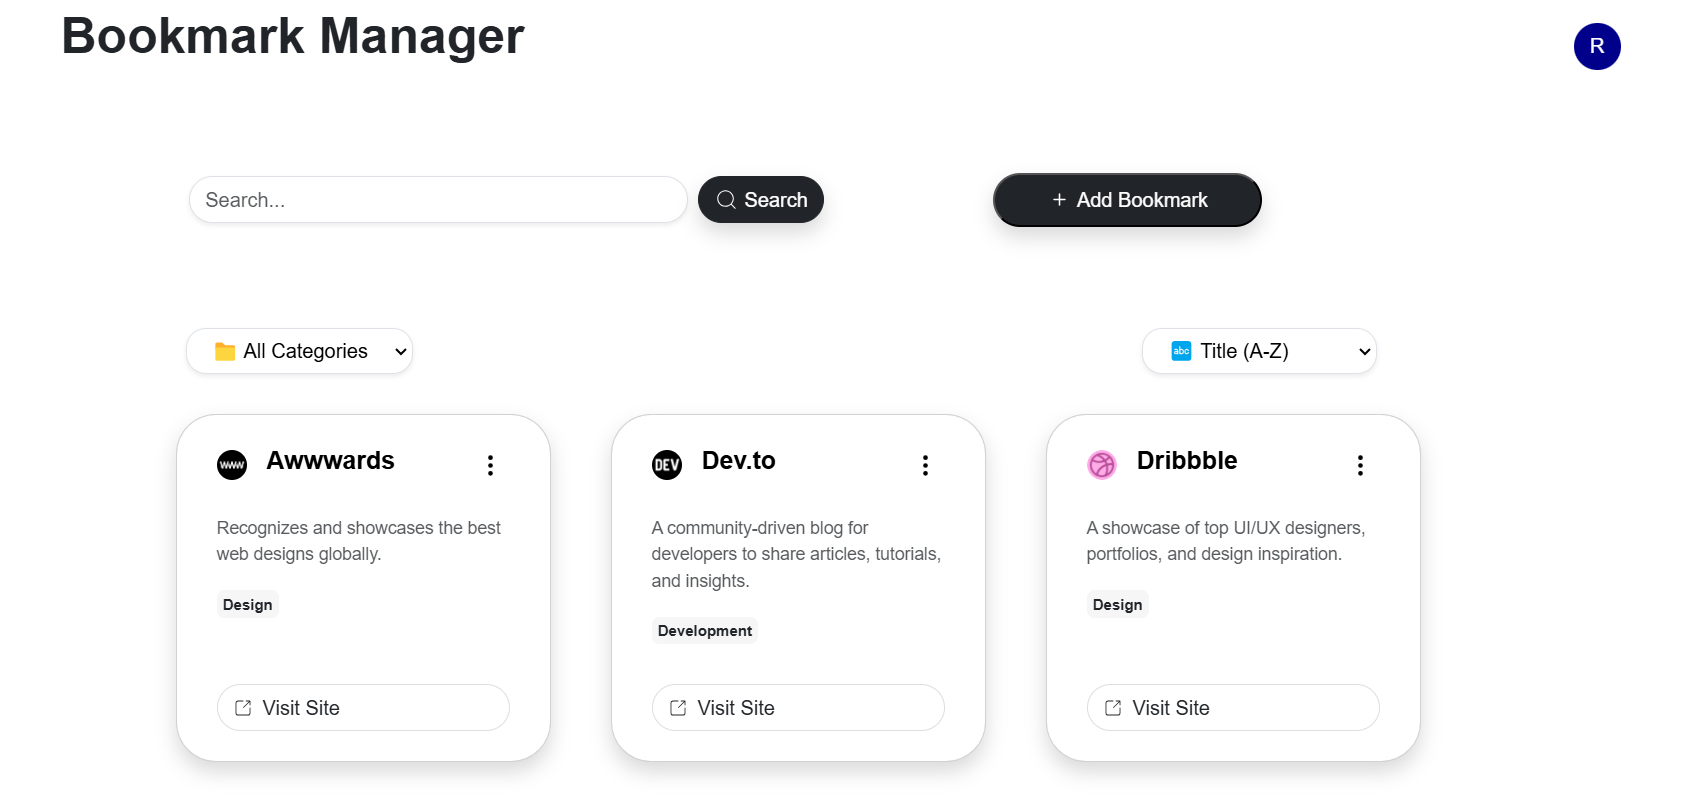 Bookmark Manager
R
Search...
Search
+ Add Bookmark
All Categories
abc Title (A-Z)
www Awwwards
Recognizes and showcases the best
web designs globally.
Design
Visit Site
DEV Dev.to
A community-driven blog for
developers to share articles, tutorials,
and insights.
Development
Visit Site
Dribbble
A showcase of top UI/UX designers,
portfolios, and design inspiration.
Design
Visit Site